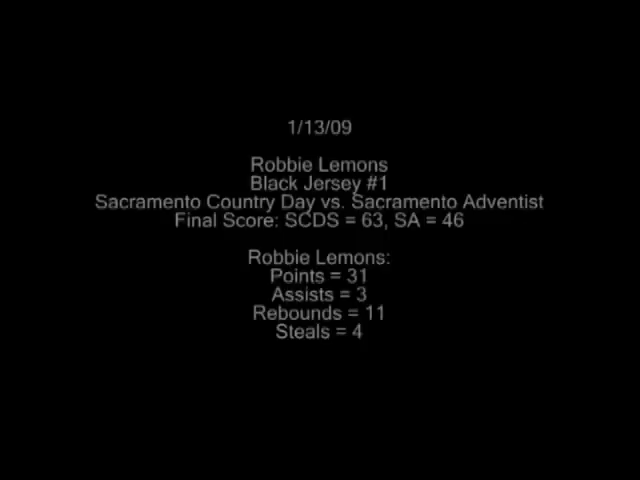 1/13/09
Robbie Lemons
Black Jersey #1
Sacramento Country Day vs. Sacramento Adventist
Final Score: SCDS = 63, SA = 46
Robbie Lemons:
Points = 31
Assists = 3
Rebounds = 11
Steals = 4